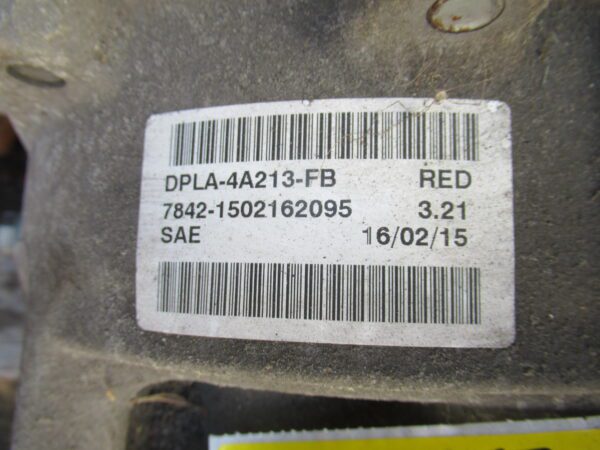 DPLA-4A213-FB RED
7842-1502162095 3.21
SAE 16/02/15